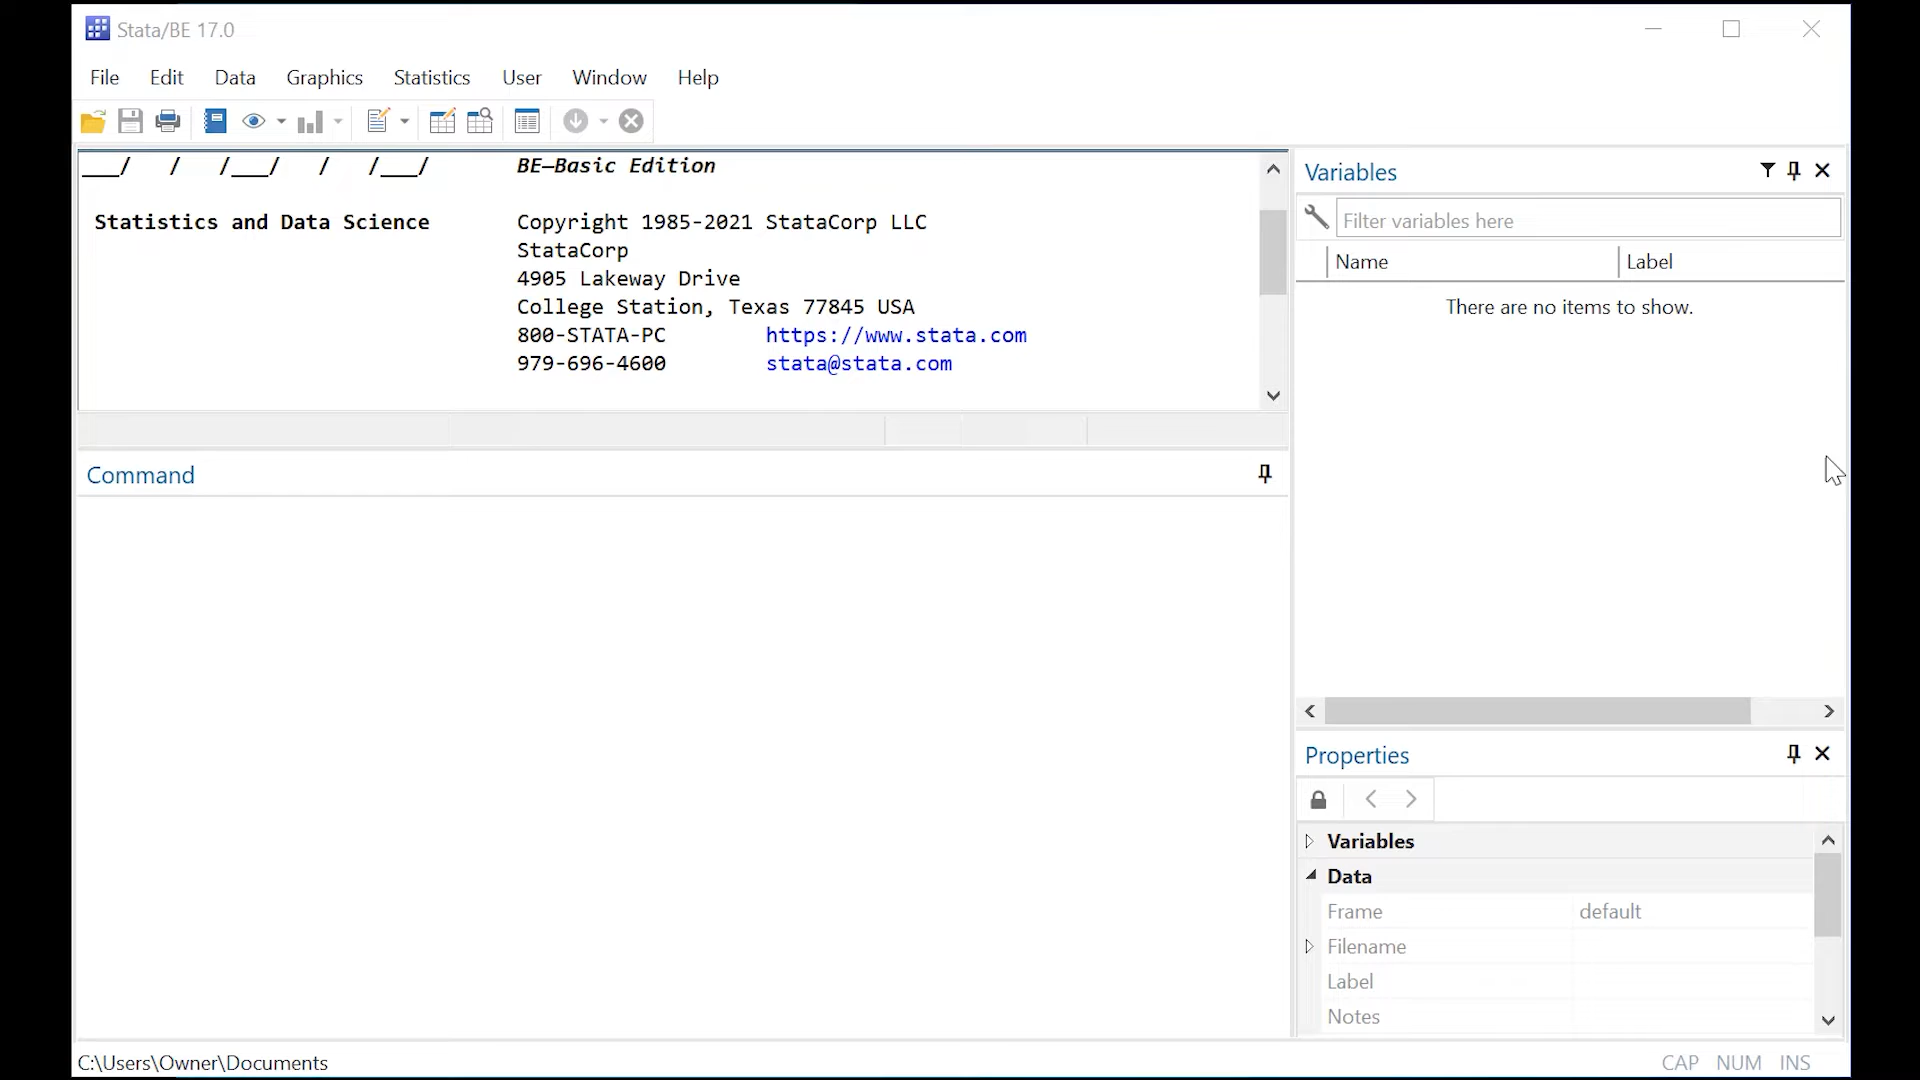 Stata/BE 17.0
File Edit Data Graphics Statistics User Window Help
___/ / /___/ / /___/ BE—Basic Edition
Statistics and Data Science Copyright 1985-2021 StataCorp LLC
StataCorp
4905 Lakeway Drive
College Station, Texas 77845 USA
800-STATA-PC https://www.stata.com
979-696-4600 stata@stata.com
Command
Variables
Filter variables here
Name Label
There are no items to show.
Properties
Variables
Data
Frame default
Filename
Label
Notes
C:\Users\Owner\Documents
CAP NUM INS